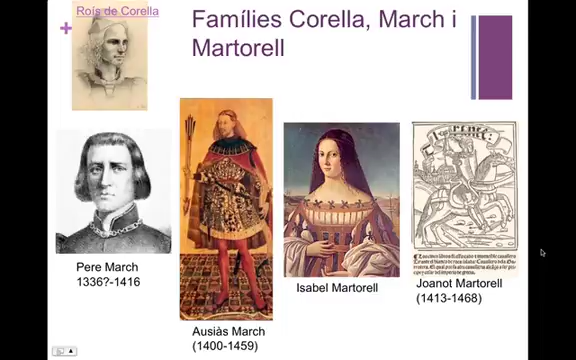 Roís de Corella
+
Famílies Corella, March i
Martorell
Pere March
1336?-1416
Ausiàs March
(1400-1459)
Isabel Martorell
Joanot Martorell
(1413-1468)